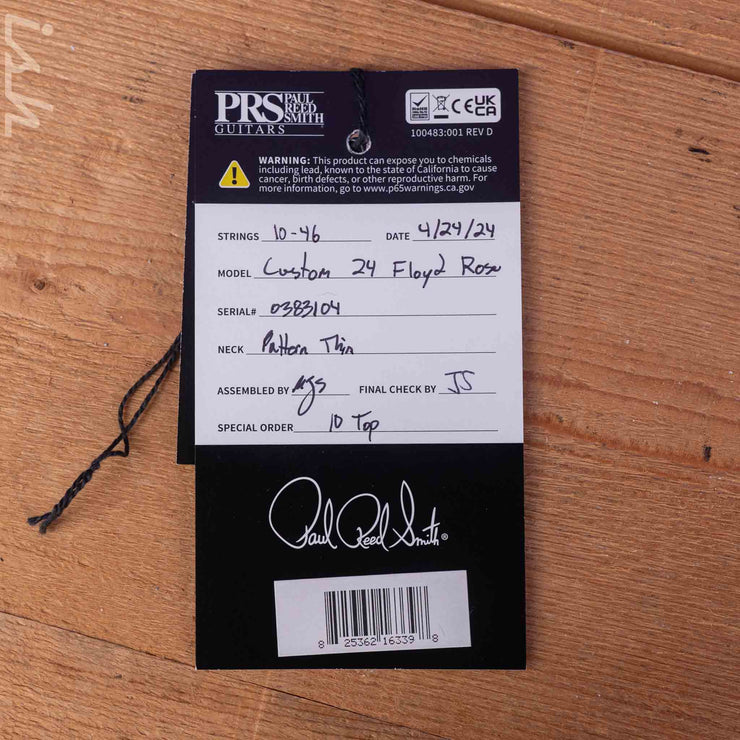 ish
PRS PAUL REED SMITH
GUITARS
CE UK CA
100483:001 REV D
WARNING: This product can expose you to chemicals
including lead, known to the state of California to cause
cancer, birth defects, or other reproductive harm. For
more information, go to www.p65warnings.ca.gov
STRINGS 10-46 DATE 4/24/24
MODEL Custom 24 Floyd Rose
SERIAL# 0383104
NECK Pattern Thin
ASSEMBLED BY mgs FINAL CHECK BY JS
SPECIAL ORDER 10 Top
Paul Reed Smith®
8 25362 16339 8